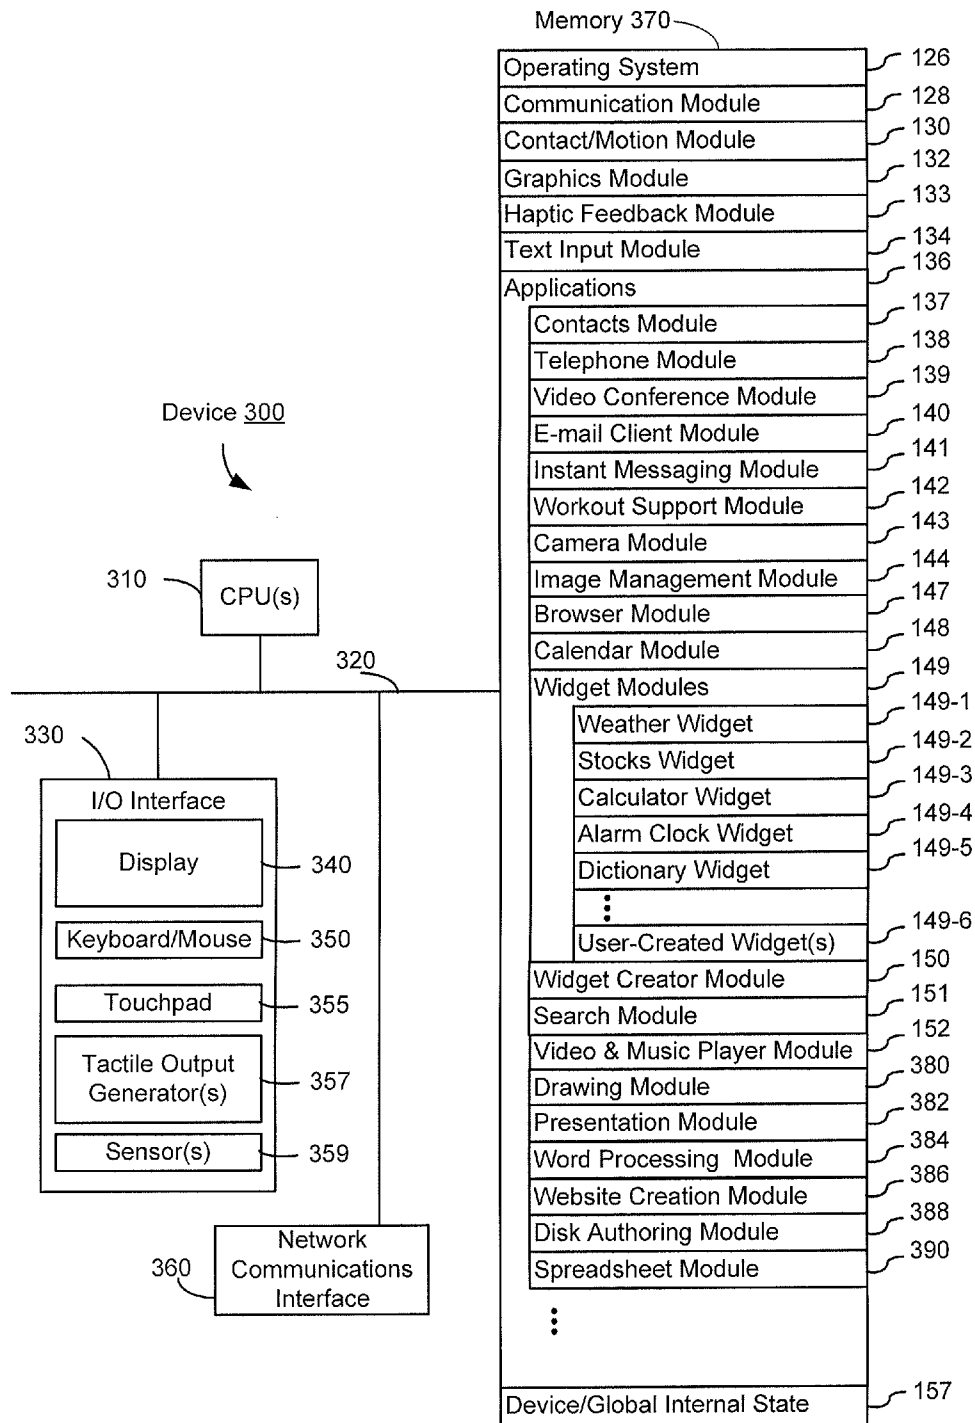 Memory 370
Operating System 126
Communication Module 128
Contact/Motion Module 130
Graphics Module 132
Haptic Feedback Module 133
Text Input Module 134
Applications 136
Contacts Module 137
Telephone Module 138
Video Conference Module 139
E-mail Client Module 140
Instant Messaging Module 141
Workout Support Module 142
Camera Module 143
Image Management Module 144
Browser Module 147
Calendar Module 148
Widget Modules 149
Weather Widget 149-1
Stocks Widget 149-2
Calculator Widget 149-3
Alarm Clock Widget 149-4
Dictionary Widget 149-5
User-Created Widget(s) 149-6
Widget Creator Module 150
Search Module 151
Video & Music Player Module 152
Drawing Module 380
Presentation Module 382
Word Processing Module 384
Website Creation Module 386
Disk Authoring Module 388
Spreadsheet Module 390
Device/Global Internal State 157
Device 300
310
CPU(s)
320
330
I/O Interface
Display 340
Keyboard/Mouse 350
Touchpad 355
Tactile Output
Generator(s) 357
Sensor(s) 359
360
Network
Communications
Interface